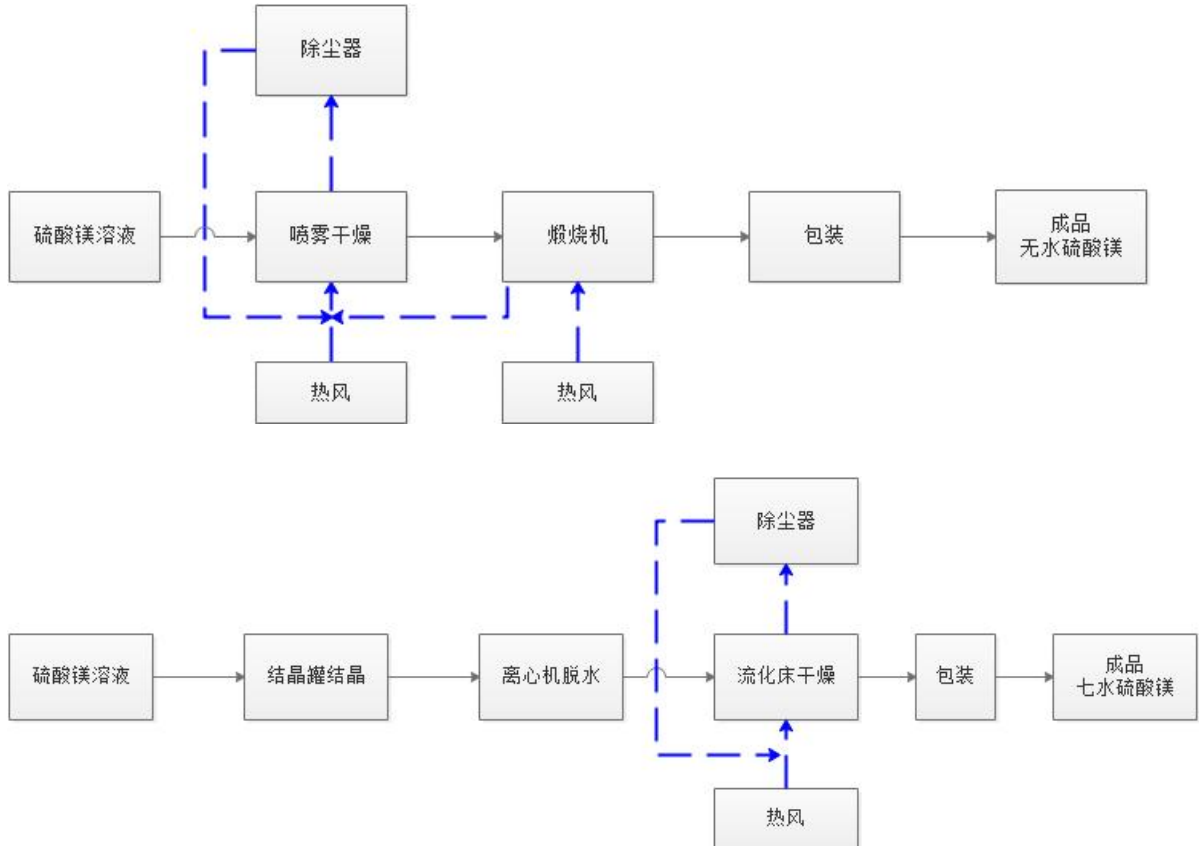 除尘器
硫酸镁溶液
喷雾干燥
煅烧机
包装
成品
无水硫酸镁
热风
热风
除尘器
硫酸镁溶液
结晶罐结晶
离心机脱水
流化床干燥
包装
成品
七水硫酸镁
热风